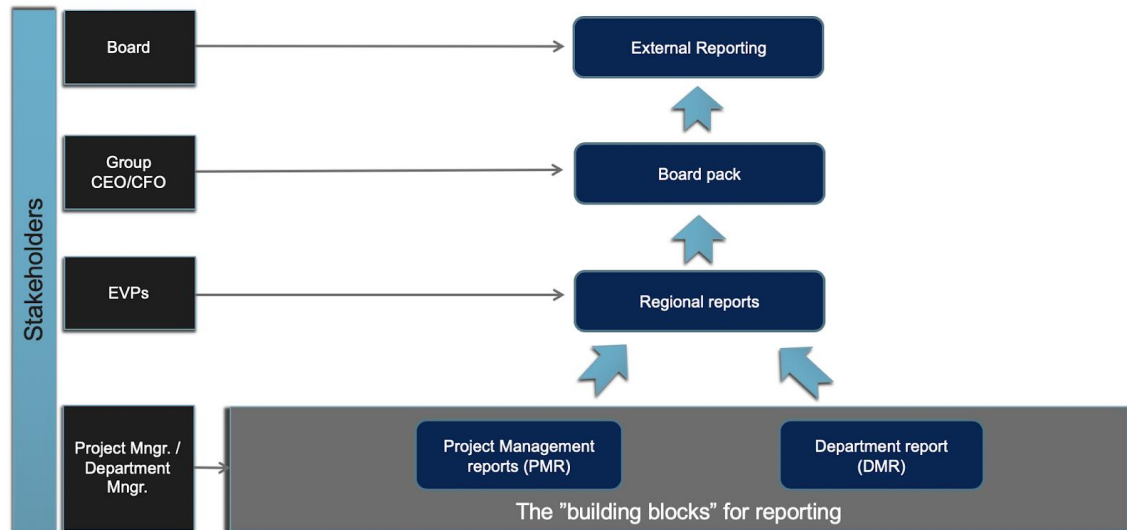 Stakeholders
Board
External Reporting
Group
CEO/CFO
Board pack
EVPs
Regional reports
Project Mngr. /
Department
Mngr.
Project Management
reports (PMR)
Department report
(DMR)
The ”building blocks” for reporting